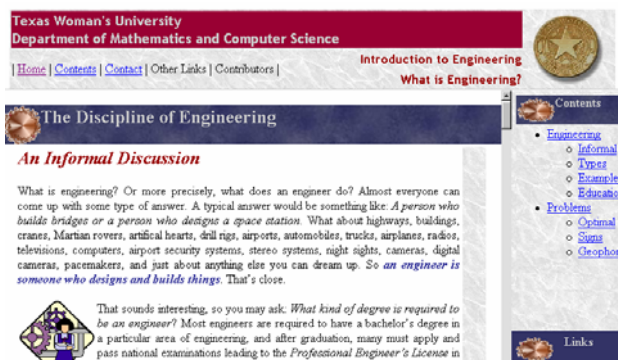 Texas Woman's University
Department of Mathematics and Computer Science
| Home | Contents | Contact | Other Links | Contributors |
Introduction to Engineering
What is Engineering?
The Discipline of Engineering
An Informal Discussion
What is engineering? Or more precisely, what does an engineer do? Almost everyone can
come up with some type of answer. A typical answer would be something like: A person who
builds bridges or a person who designs a space station. What about highways, buildings,
cranes, Martian rovers, artifical hearts, drill rigs, airports, automobiles, trucks, airplanes, radios,
televisions, computers, airport security systems, stereo systems, night sights, cameras, digital
cameras, pacemakers, and just about anything else you can dream up. So an engineer is
someone who designs and builds things. That's close.
That sounds interesting, so you may ask: What kind of degree is required to
be an engineer? Most engineers are required to have a bachelor's degree in
a particular area of engineering, and after graduation, many must apply and
pass national examinations leading to the Professional Engineer's License in
Contents
Engineering
Informal
Types
Example
Educatio
Problems
Optimal
Signs
Geophon
Links